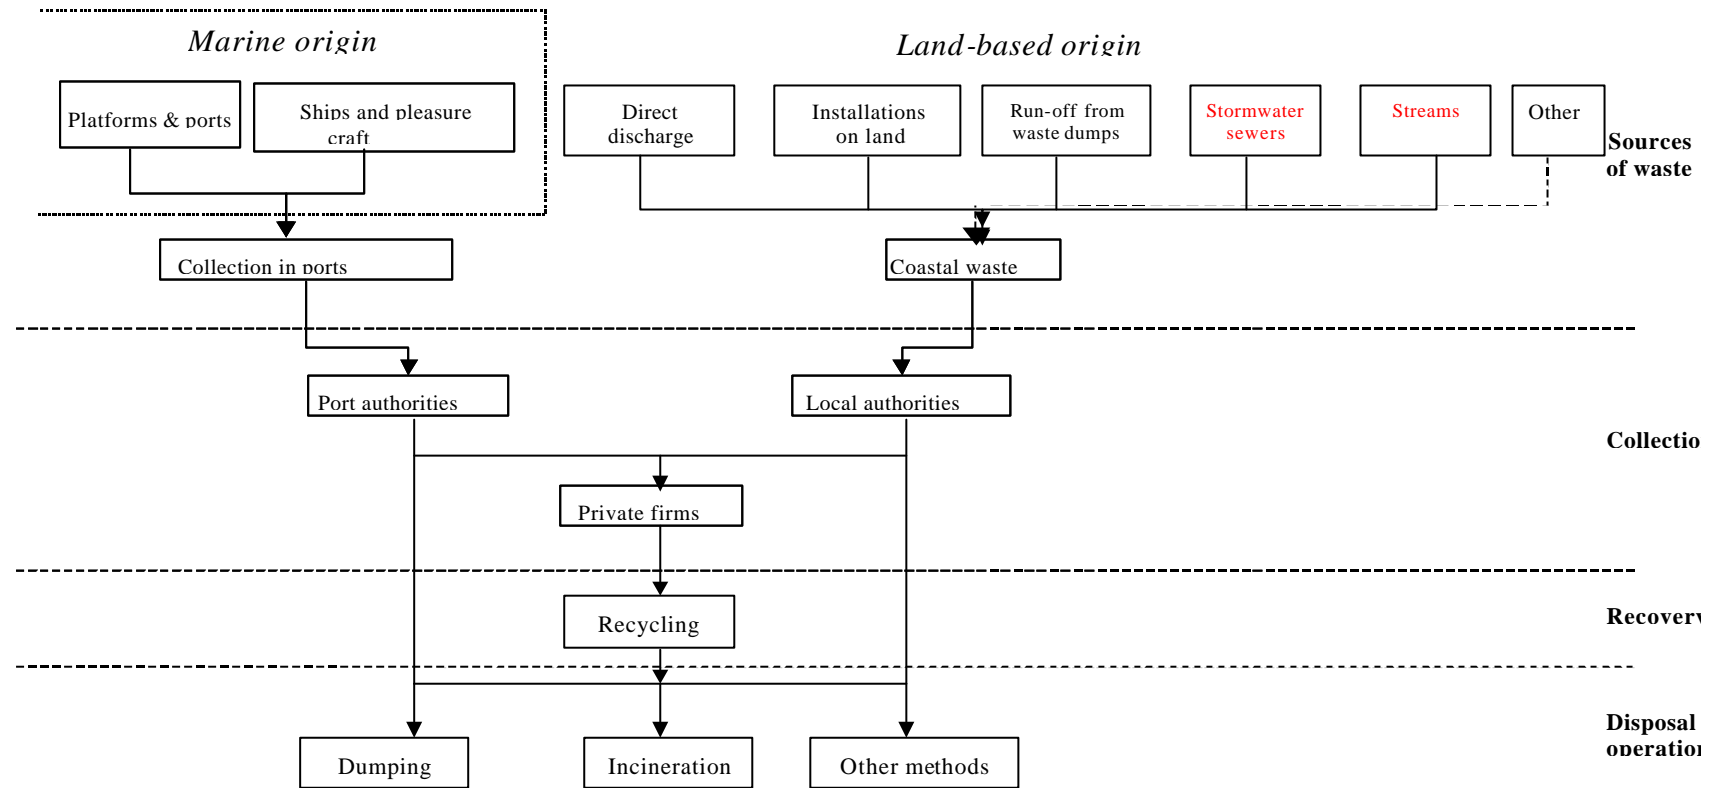 Marine origin
Land-based origin
Platforms & ports
Ships and pleasure
craft
Direct
discharge
Installations
on land
Run-off from
waste dumps
Stormwater
sewers
Streams
Other
Sources
of waste
Collection in ports
Coastal waste
Port authorities
Local authorities
Collectio
Private firms
Recycling
Recovery
Disposal
operation
Dumping
Incineration
Other methods